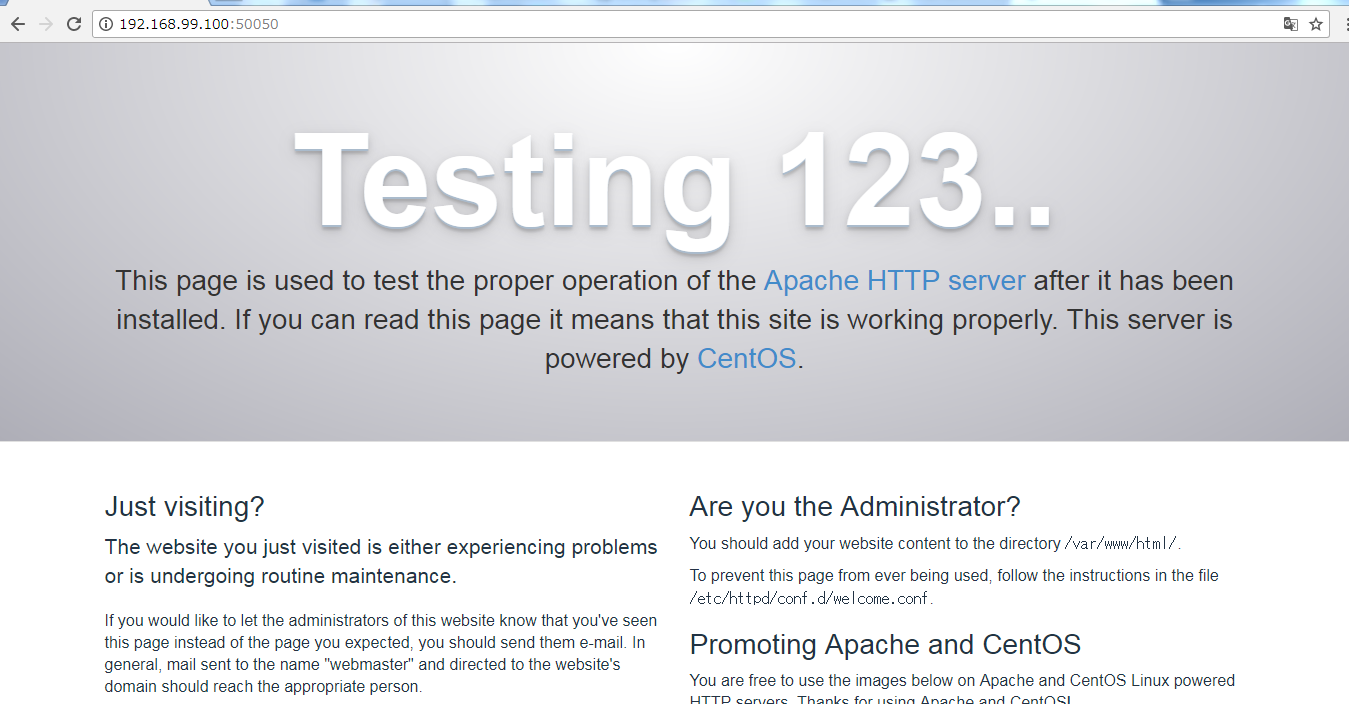 192.168.99.100:50050
Testing 123..
This page is used to test the proper operation of the Apache HTTP server after it has been
installed. If you can read this page it means that this site is working properly. This server is
powered by CentOS.
Just visiting?
The website you just visited is either experiencing problems
or is undergoing routine maintenance.
If you would like to let the administrators of this website know that you've seen
this page instead of the page you expected, you should send them e-mail. In
general, mail sent to the name "webmaster" and directed to the website's
domain should reach the appropriate person.
Are you the Administrator?
You should add your website content to the directory /var/www/html/.
To prevent this page from ever being used, follow the instructions in the file
/etc/httpd/conf.d/welcome.conf.
Promoting Apache and CentOS
You are free to use the images below on Apache and CentOS Linux powered
HTTP servers. Thanks for using Apache and CentOS!